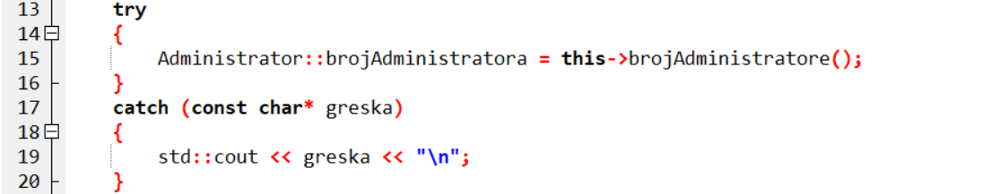 13 try
14 {
15 Administrator::brojAdministratora = this->brojAdministratore();
16 }
17 catch (const char* greska)
18 {
19 std::cout << greska << "\n";
20 }